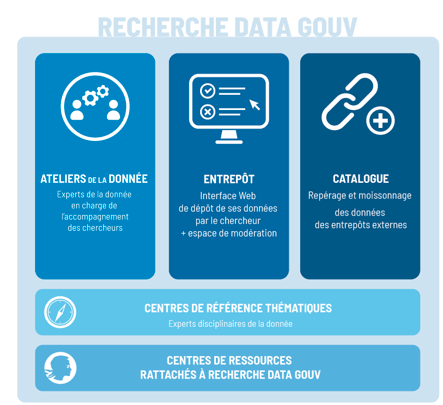 RECHERCHE DATA GOUV
ATELIERS DE LA DONNÉE
Experts de la donnée
en charge de
l'accompagnement
des chercheurs
ENTREPÔT
Interface Web
de dépôt de ses données
par le chercheur
+ espace de modération
CATALOGUE
Repérage et moissonnage
des données
des entrepôts externes
CENTRES DE RÉFÉRENCE THÉMATIQUES
Experts disciplinaires de la donnée
CENTRES DE RESSOURCES
RATTACHÉS À RECHERCHE DATA GOUV